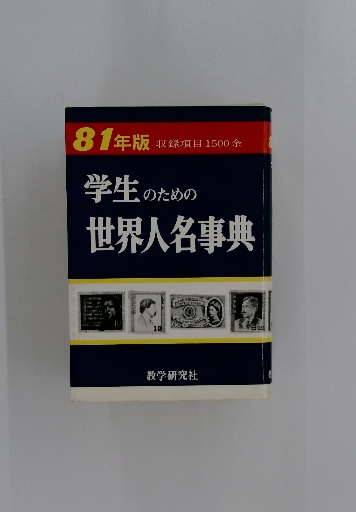 81年版 収録項目1500余
学生のための
世界人名事典
10
教学研究社